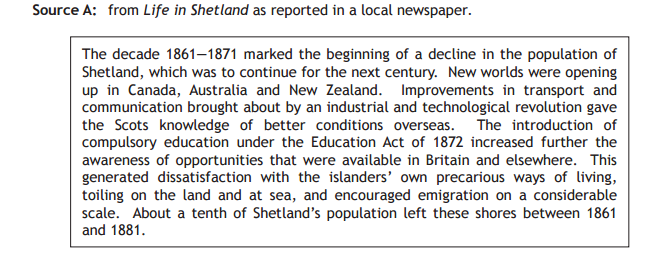 Source A: from Life in Shetland as reported in a local newspaper.
The decade 1861—1871 marked the beginning of a decline in the population of
Shetland, which was to continue for the next century. New worlds were opening
up in Canada, Australia and New Zealand. Improvements in transport and
communication brought about by an industrial and technological revolution gave
the Scots knowledge of better conditions overseas. The introduction of
compulsory education under the Education Act of 1872 increased further the
awareness of opportunities that were available in Britain and elsewhere. This
generated dissatisfaction with the islanders’ own precarious ways of living,
toiling on the land and at sea, and encouraged emigration on a considerable
scale. About a tenth of Shetland’s population left these shores between 1861
and 1881.